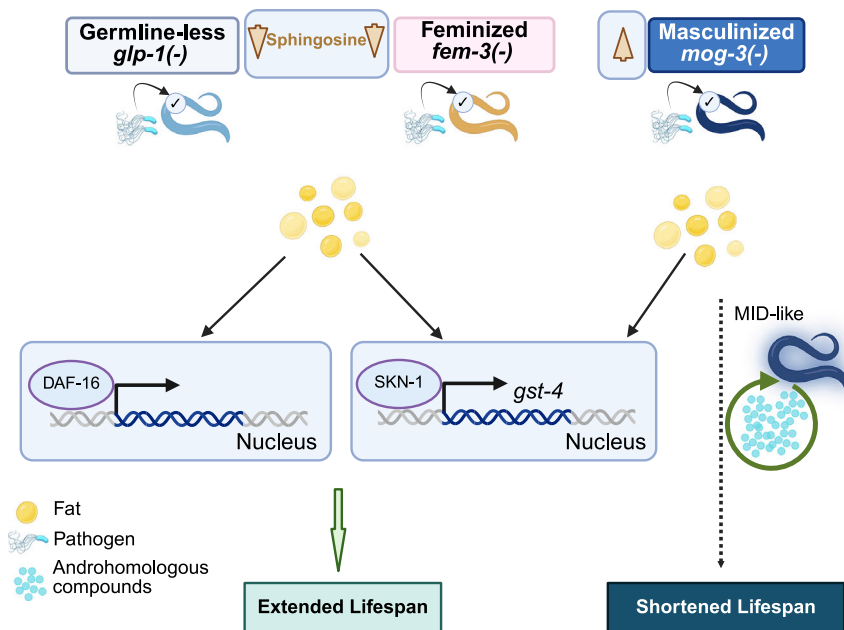 Germline-less
glp-1(-)
Sphingosine
Feminized
fem-3(-)
Masculinized
mog-3(-)
MID-like
DAF-16
Nucleus
SKN-1
gst-4
Nucleus
Fat
Pathogen
Androhomologous
compounds
Extended Lifespan
Shortened Lifespan